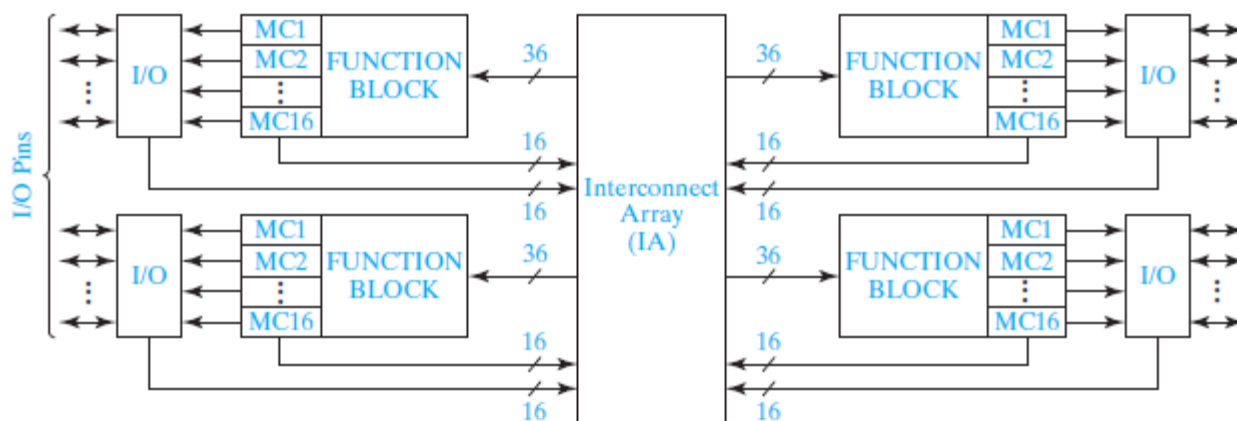 I/O Pins
I/O
MC1
MC2
⋮
MC16
FUNCTION
BLOCK
36
16
16
I/O
MC1
MC2
⋮
MC16
FUNCTION
BLOCK
36
16
16
Interconnect
Array
(IA)
36
FUNCTION
BLOCK
MC1
MC2
⋮
MC16
I/O
16
16
36
FUNCTION
BLOCK
MC1
MC2
⋮
MC16
I/O
16
16